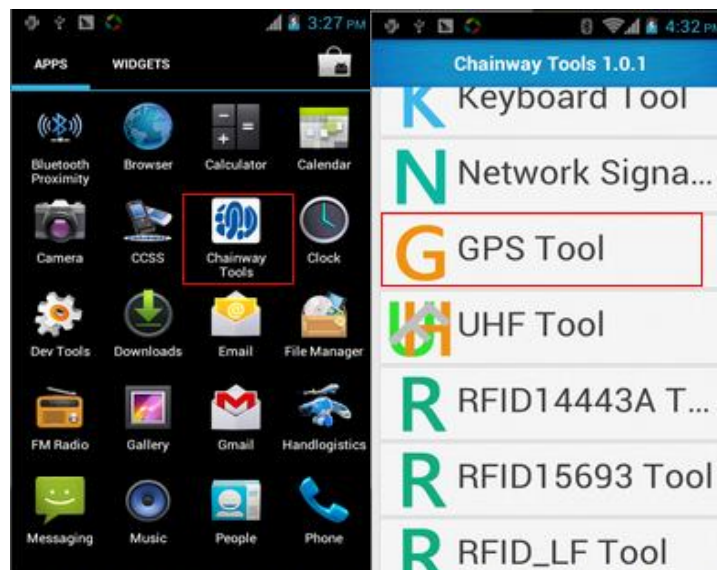 3:27 PM
APPS WIDGETS
Bluetooth Proximity
Browser
Calculator
Calendar
Camera
CCSS
Chainway Tools
Clock
Dev Tools
Downloads
Email
File Manager
FM Radio
Gallery
Gmail
Handlogistics
Messaging
Music
People
Phone
4:32 PM
Chainway Tools 1.0.1
K Keyboard Tool
N Network Signa...
G GPS Tool
UHF Tool
R RFID14443A T...
R RFID15693 Tool
R RFID_LF Tool